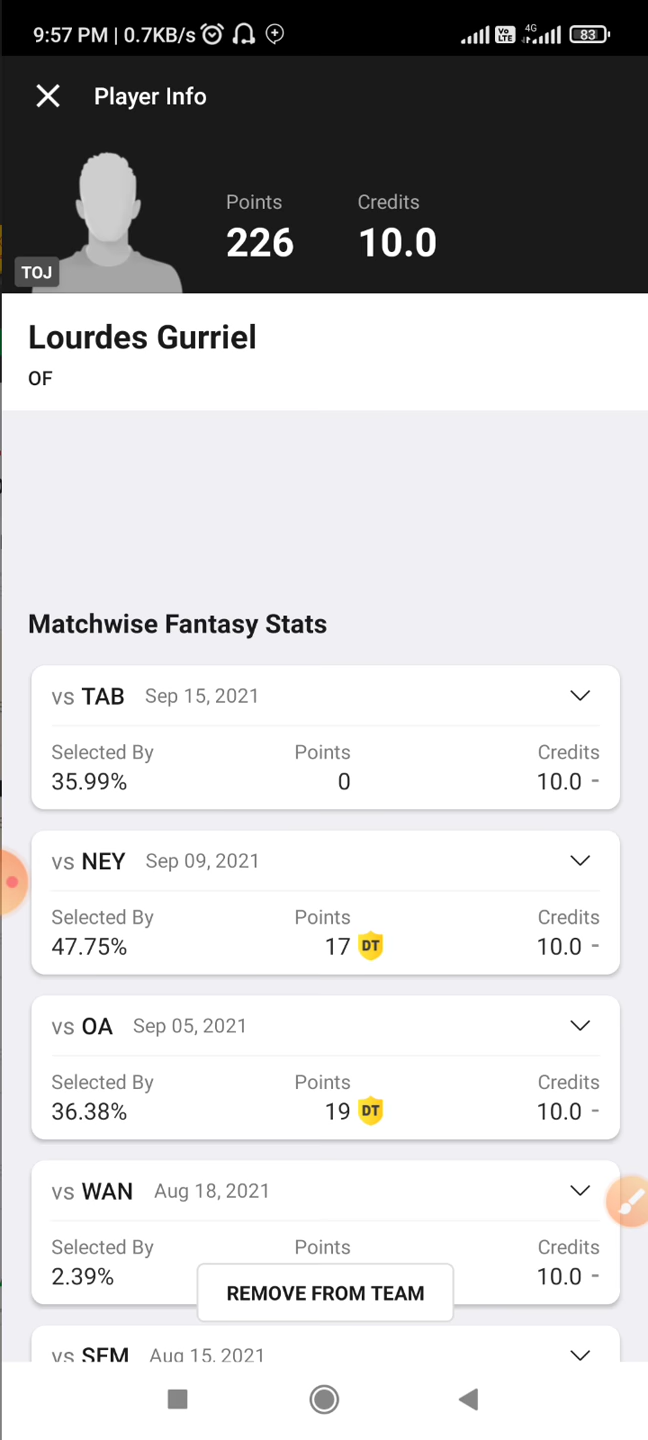 9:57 PM | 0.7KB/s Vo LTE 4G 83
Player Info
Points Credits
226 10.0
TOJ
Lourdes Gurriel
OF
Matchwise Fantasy Stats
vs TAB Sep 15, 2021
Selected By Points Credits
35.99% 0 10.0 -
vs NEY Sep 09, 2021
Selected By Points Credits
47.75% 17 DT 10.0 -
vs OA Sep 05, 2021
Selected By Points Credits
36.38% 19 DT 10.0 -
vs WAN Aug 18, 2021
Selected By Points Credits
2.39% 10.0 -
REMOVE FROM TEAM
vs SEM Aug 15, 2021